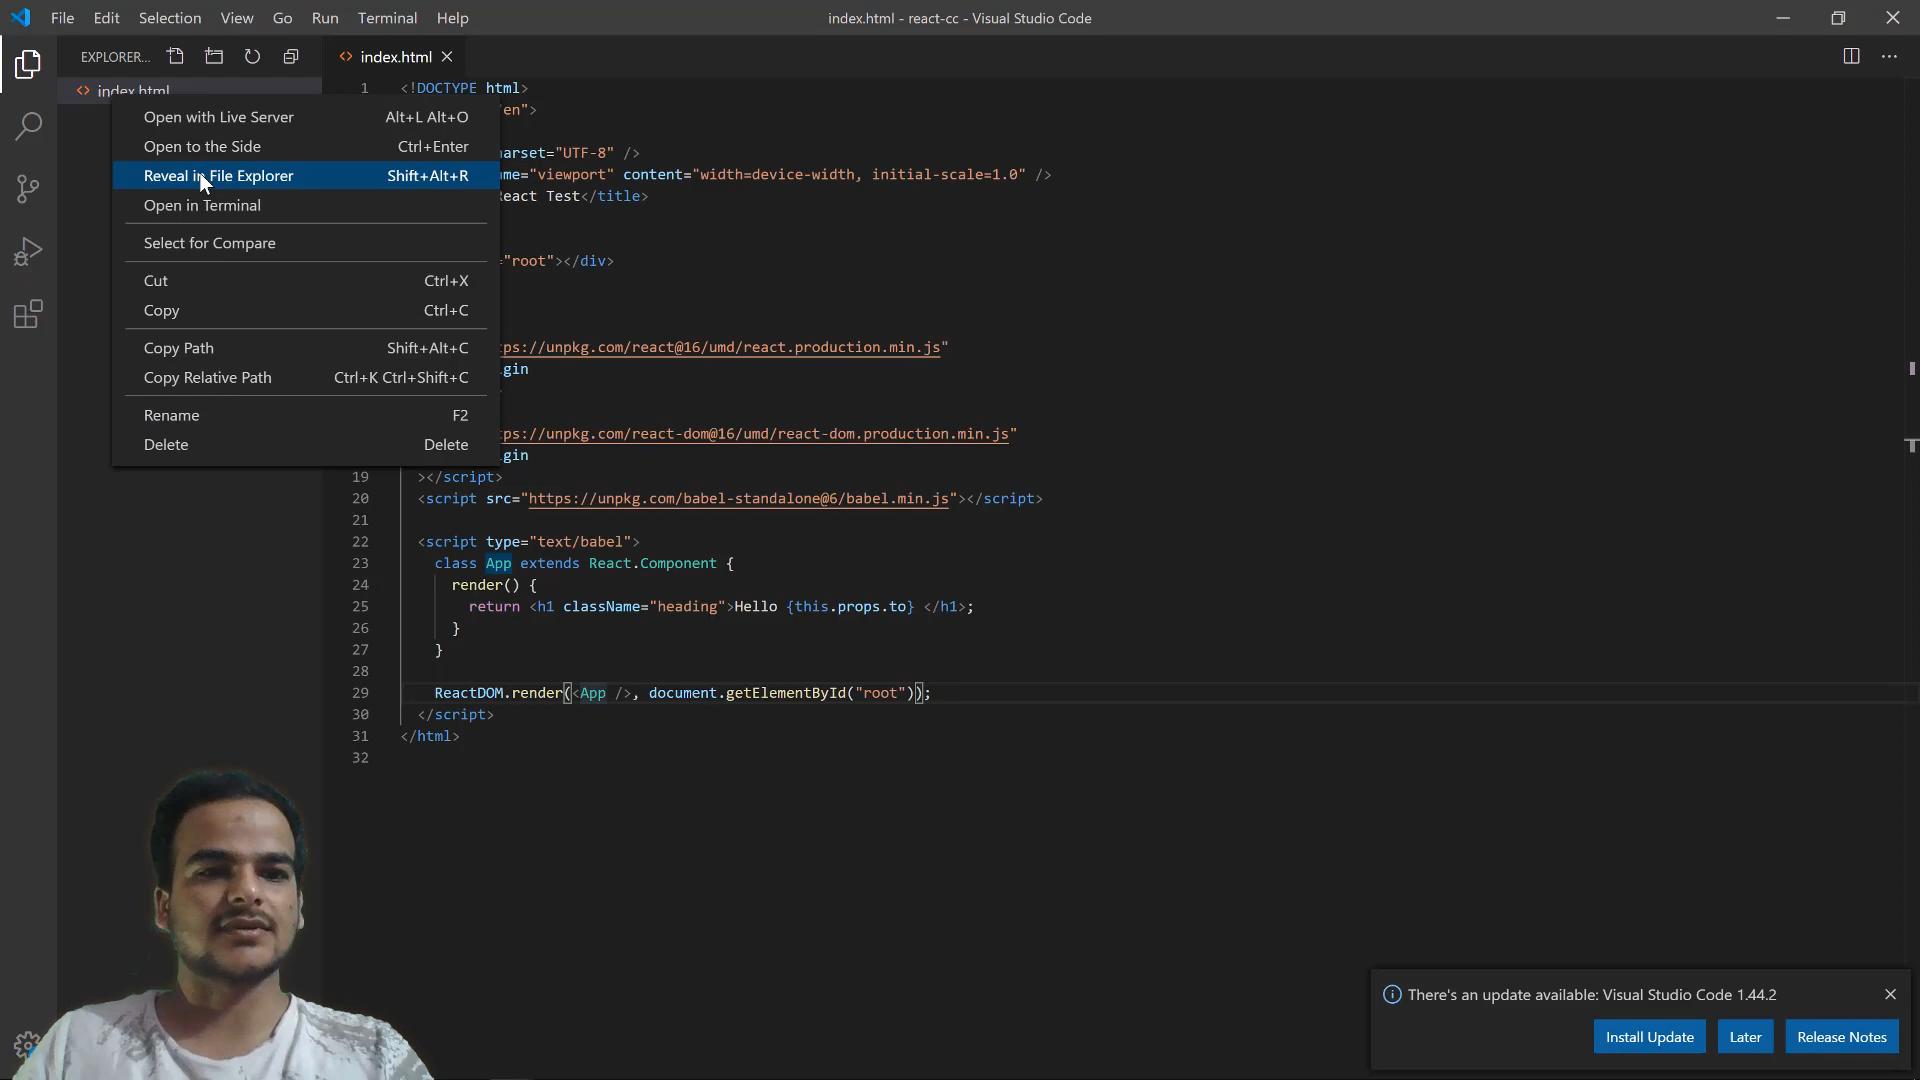 File Edit Selection View Go Run Terminal Help
index.html - react-cc - Visual Studio Code
EXPLORER...
index.html
index.html
Open with Live Server Alt+L Alt+O
Open to the Side Ctrl+Enter
Reveal in File Explorer Shift+Alt+R
Open in Terminal
Select for Compare
Cut Ctrl+X
Copy Ctrl+C
Copy Path Shift+Alt+C
Copy Relative Path Ctrl+K Ctrl+Shift+C
Rename F2
Delete Delete
1 <!DOCTYPE html>
"en">
"UTF-8" />
"viewport" content="width=device-width, initial-scale=1.0" />
Test</title>
"root"></div>
://unpkg.com/react@16/umd/react.production.min.js"
://unpkg.com/react-dom@16/umd/react-dom.production.min.js"
19 ></script>
20 <script src="https://unpkg.com/babel-standalone@6/babel.min.js"></script>
21
22 <script type="text/babel">
23 class App extends React.Component {
24 render() {
25 return <h1 className="heading">Hello {this.props.to} </h1>;
26 }
27 }
28
29 ReactDOM.render(<App />, document.getElementById("root"));
30 </script>
31 </html>
32
There's an update available: Visual Studio Code 1.44.2
Install Update Later Release Notes